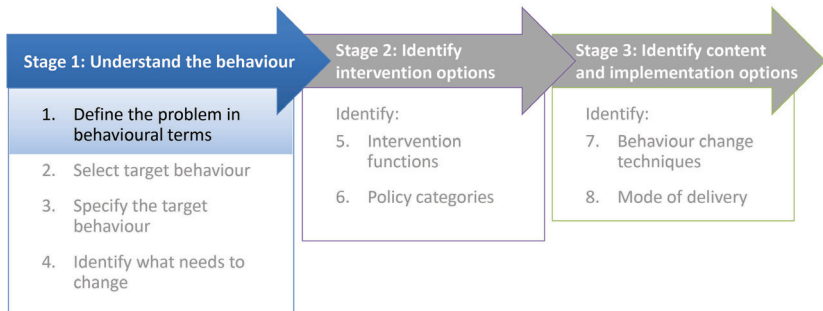 Stage 1: Understand the behaviour
1. Define the problem in
behavioural terms
2. Select target behaviour
3. Specify the target
behaviour
4. Identify what needs to
change
Stage 2: Identify
intervention options
Identify:
5. Intervention
functions
6. Policy categories
Stage 3: Identify content
and implementation options
Identify:
7. Behaviour change
techniques
8. Mode of delivery